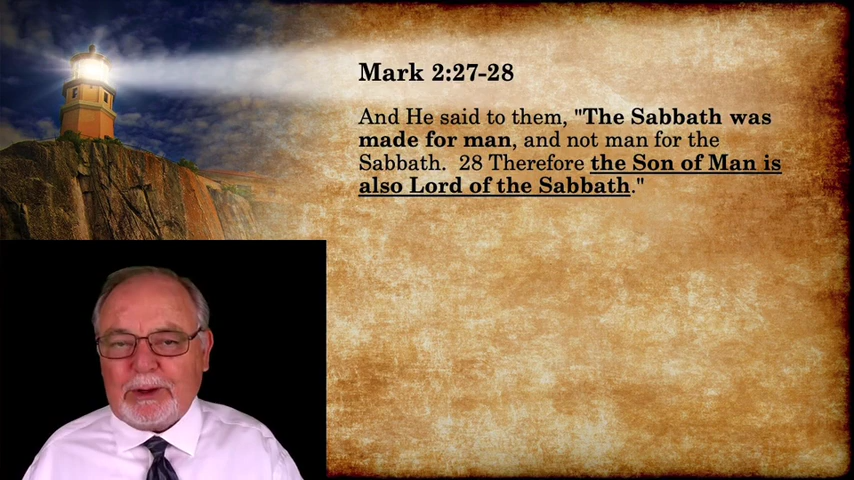 Mark 2:27-28
And He said to them, "The Sabbath was
made for man, and not man for the
Sabbath.  28 Therefore the Son of Man is
also Lord of the Sabbath."